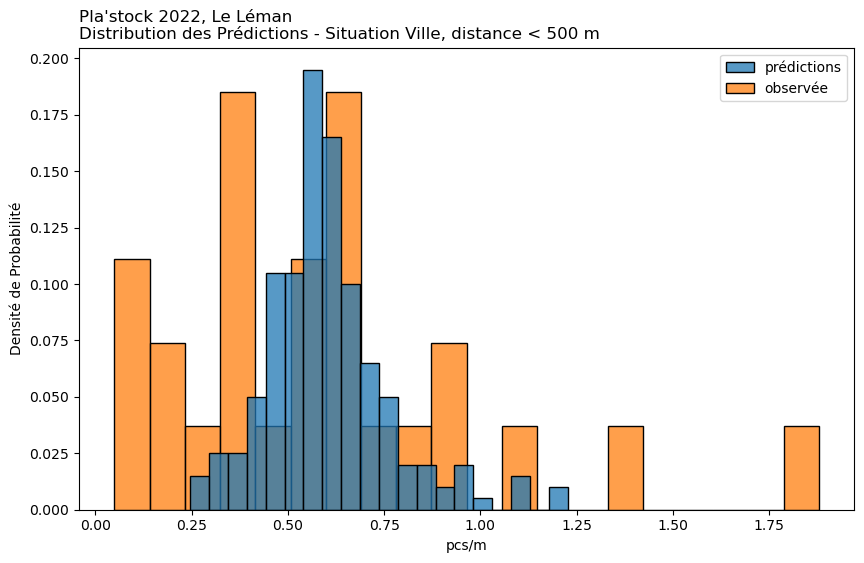 Pla'stock 2022, Le Léman
Distribution des Prédictions - Situation Ville, distance < 500 m
prédictions
observée
Densité de Probabilité
0.200
0.175
0.150
0.125
0.100
0.075
0.050
0.025
0.000
0.00 0.25 0.50 0.75 1.00 1.25 1.50 1.75
pcs/m